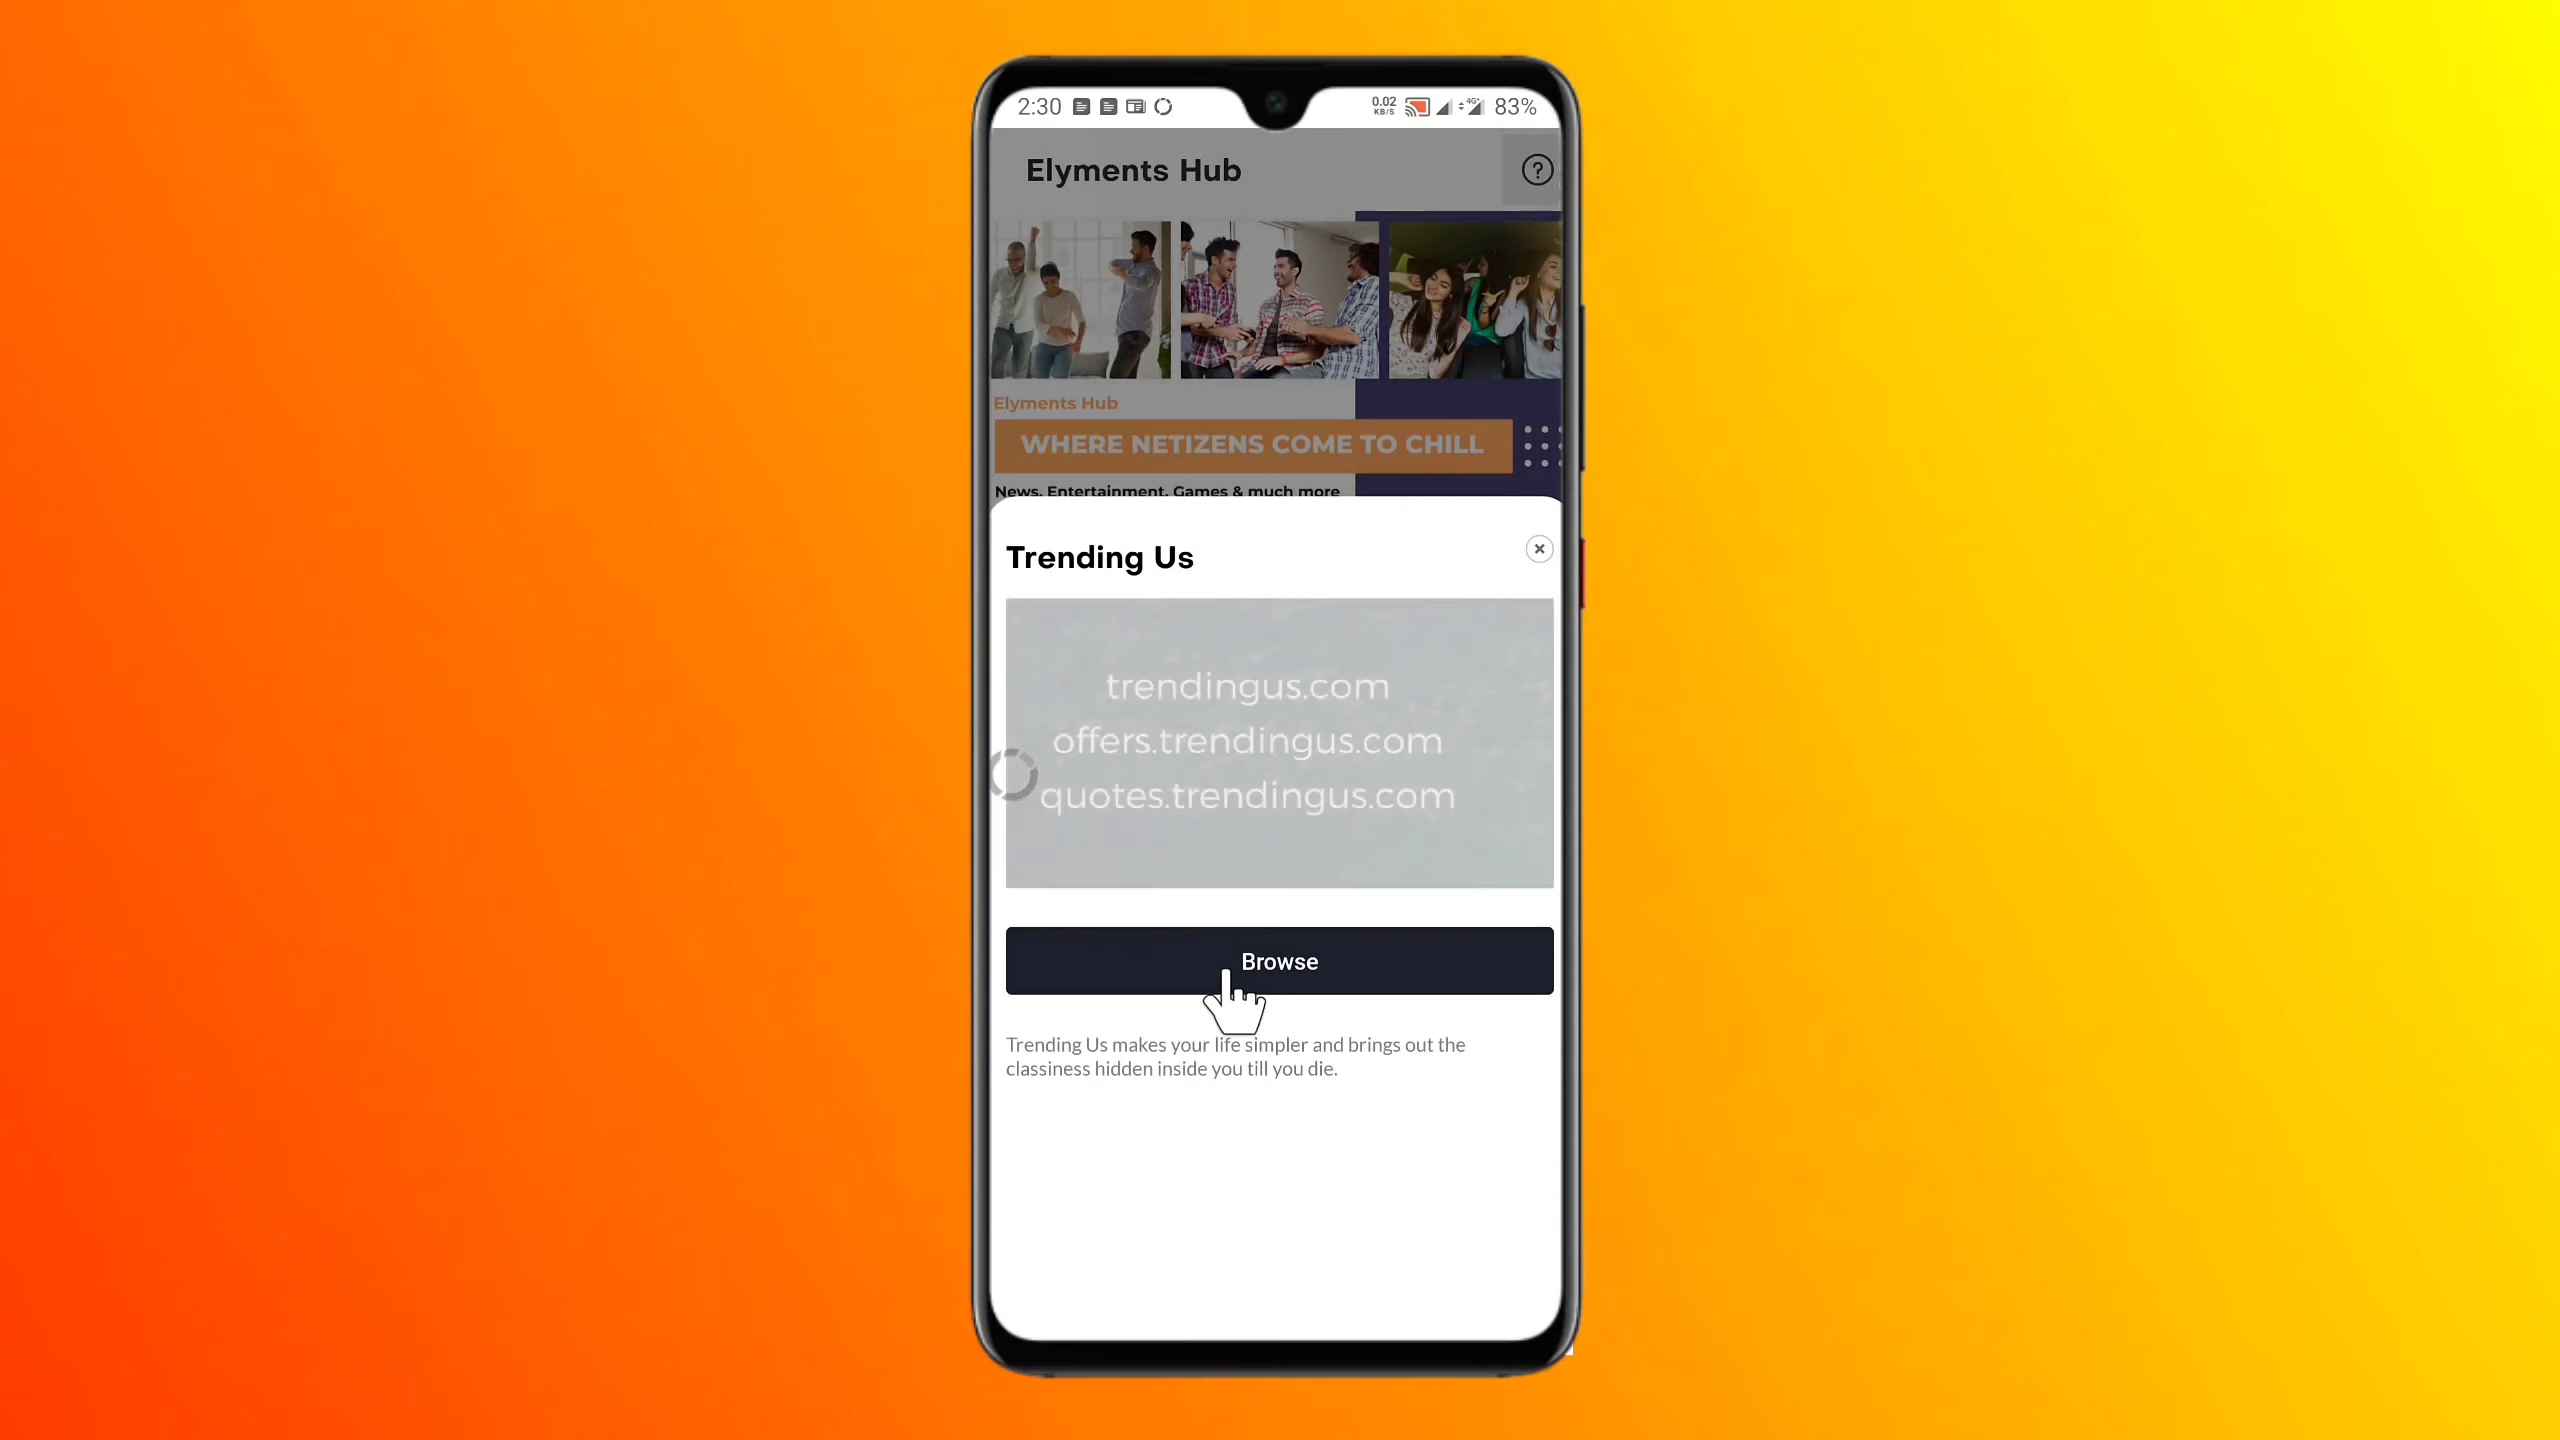 2:30 0.02 KB/S 4G+ 83%
Elyments Hub
Elyments Hub
WHERE NETIZENS COME TO CHILL
News, Entertainment, Games & much more
Trending Us
trendingus.com
offers.trendingus.com
quotes.trendingus.com
Browse
Trending Us makes your life simpler and brings out the
classiness hidden inside you till you die.